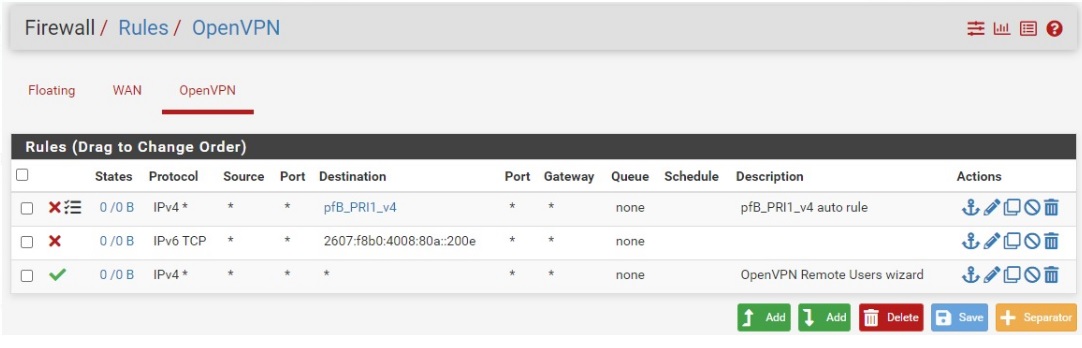 Firewall / Rules / OpenVPN
Floating WAN OpenVPN
Rules (Drag to Change Order)
States Protocol Source Port Destination Port Gateway Queue Schedule Description Actions
0 /0 B IPv4 * * * pfB_PRI1_v4 * * none pfB_PRI1_v4 auto rule
0 /0 B IPv6 TCP * * 2607:f8b0:4008:80a::200e * * none
0 /0 B IPv4 * * * * * * none OpenVPN Remote Users wizard
Add Add Delete Save Separator